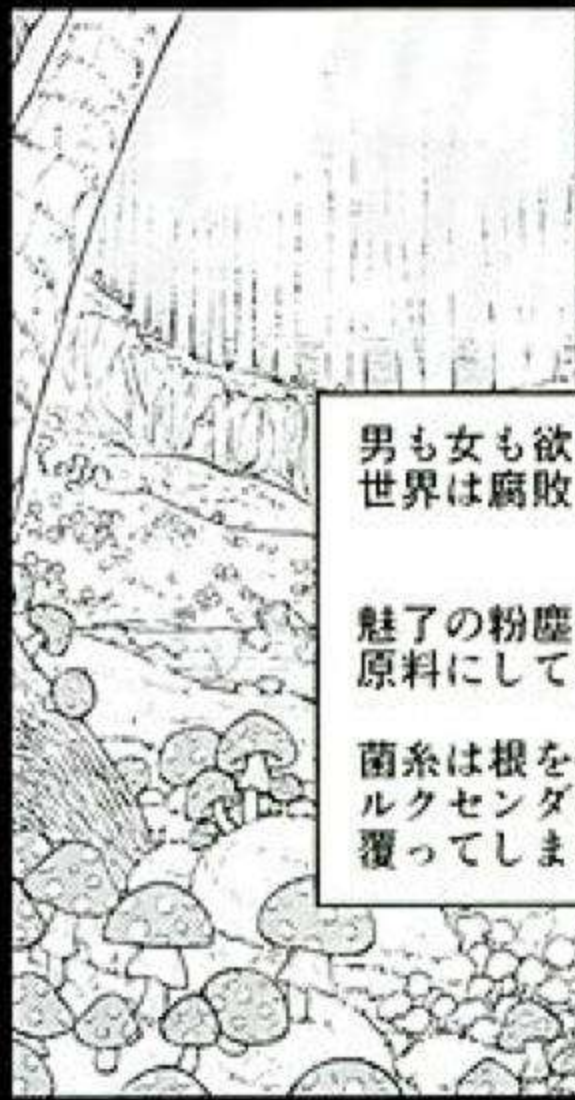 男も女も欲
世界は腐敗
魅了の粉塵
原料にして
菌糸は根を
ルクセンダ
覆ってしま